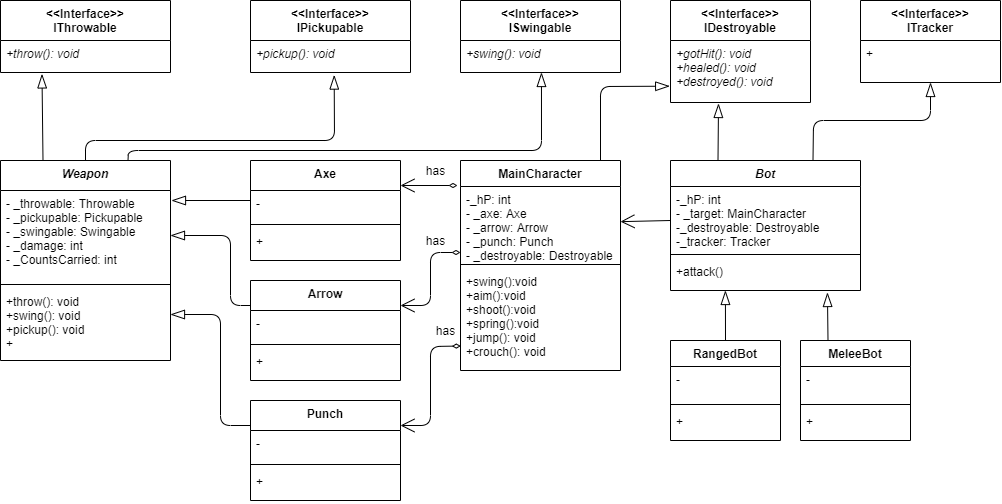 <<Interface>>
IThrowable
+throw(): void
<<Interface>>
IPickupable
+pickup(): void
<<Interface>>
ISwingable
+swing(): void
<<Interface>>
IDestroyable
+gotHit(): void
+healed(): void
+destroyed(): void
<<Interface>>
ITracker
+
Weapon
- _throwable: Throwable
- _pickupable: Pickupable
- _swingable: Swingable
- _damage: int
- _CountsCarried: int
+throw(): void
+swing(): void
+pickup(): void
+
Axe
-
+
has
Arrow
-
+
has
Punch
-
+
has
MainCharacter
-_hP: int
- _axe: Axe
- _arrow: Arrow
- _punch: Punch
- _destroyable: Destroyable
+swing():void
+aim():void
+shoot():void
+spring():void
+jump(): void
+crouch(): void
Bot
-_hP: int
- _target: MainCharacter
-_destroyable: Destroyable
-_tracker: Tracker
+attack()
RangedBot
-
+
MeleeBot
-
+